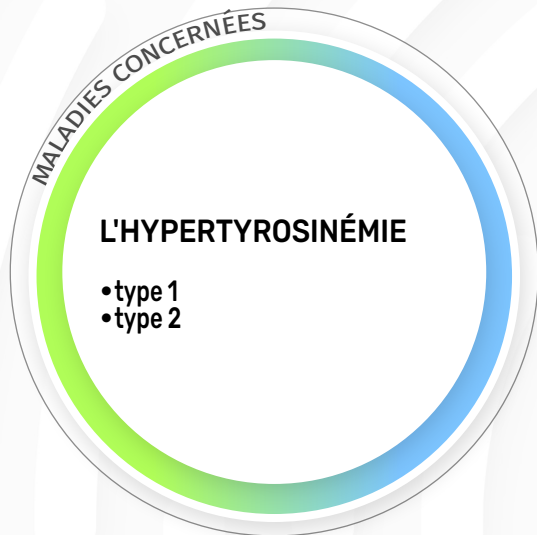 MALADIES CONCERNÉES
L'HYPERTYROSINÉMIE
•type 1
•type 2